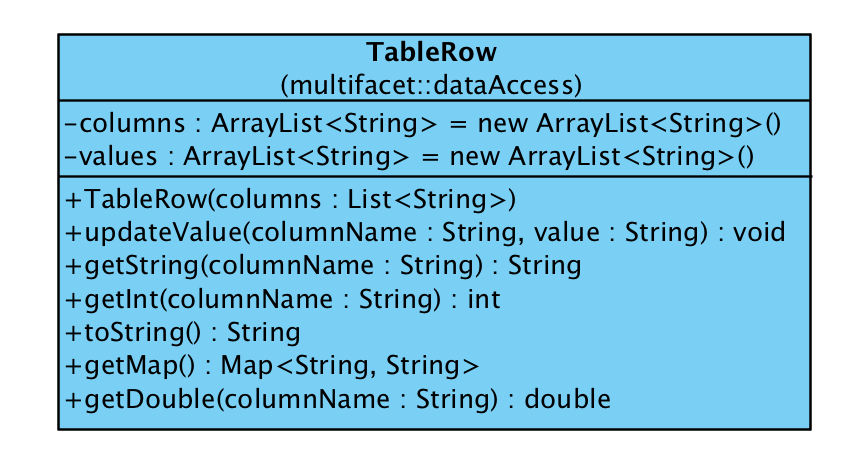 TableRow
(multifacet::dataAccess)
-columns : ArrayList<String> = new ArrayList<String>()
-values : ArrayList<String> = new ArrayList<String>()
+TableRow(columns : List<String>)
+updateValue(columnName : String, value : String) : void
+getString(columnName : String) : String
+getInt(columnName : String) : int
+toString() : String
+getMap() : Map<String, String>
+getDouble(columnName : String) : double